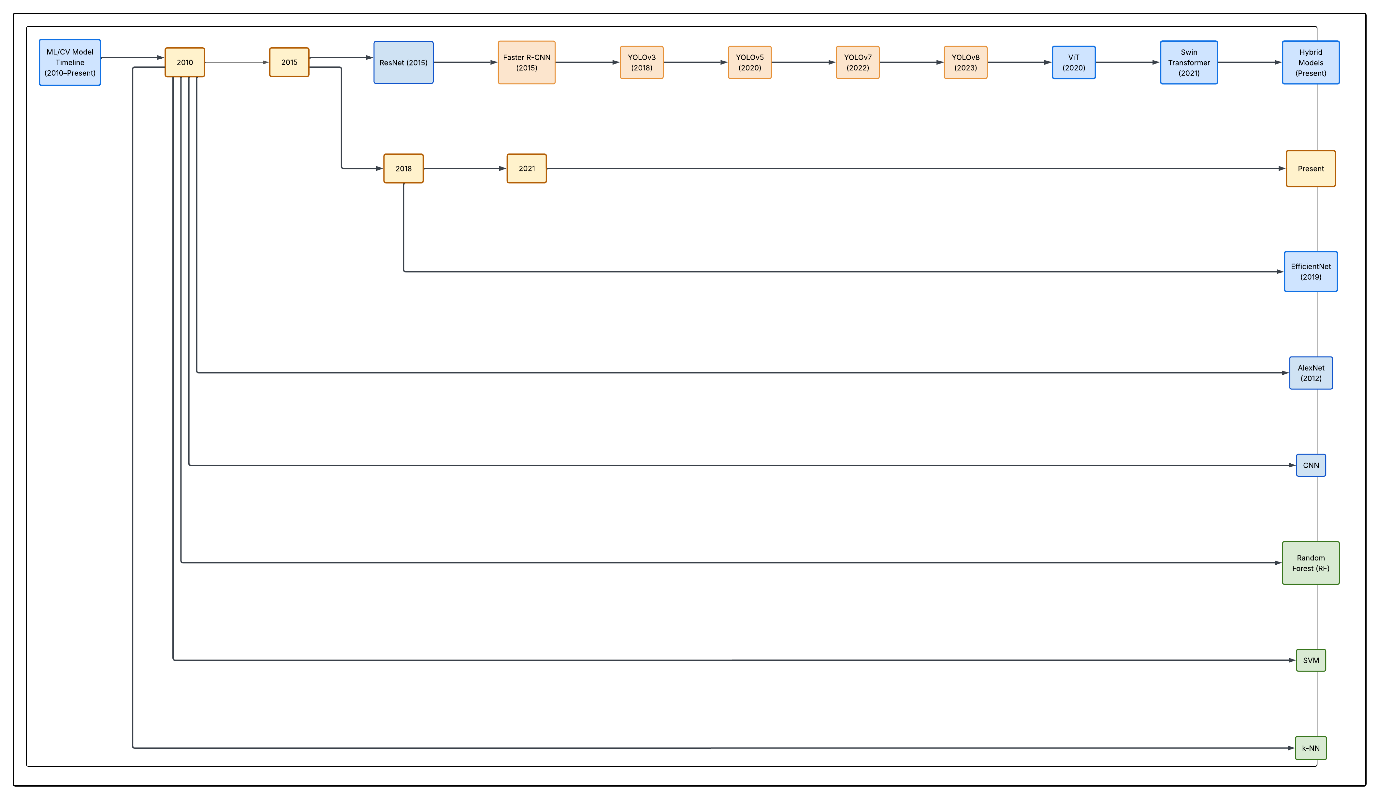 ML/CV Model
Timeline
(2010–Present)
2010
2015
ResNet (2015)
Faster R-CNN
(2015)
YOLOv3
(2018)
YOLOv5
(2020)
YOLOv7
(2022)
YOLOv8
(2023)
ViT
(2020)
Swin
Transformer
(2021)
Hybrid
Models
(Present)
2018
2021
Present
EfficientNet
(2019)
AlexNet
(2012)
CNN
Random
Forest (RF)
SVM
k-NN